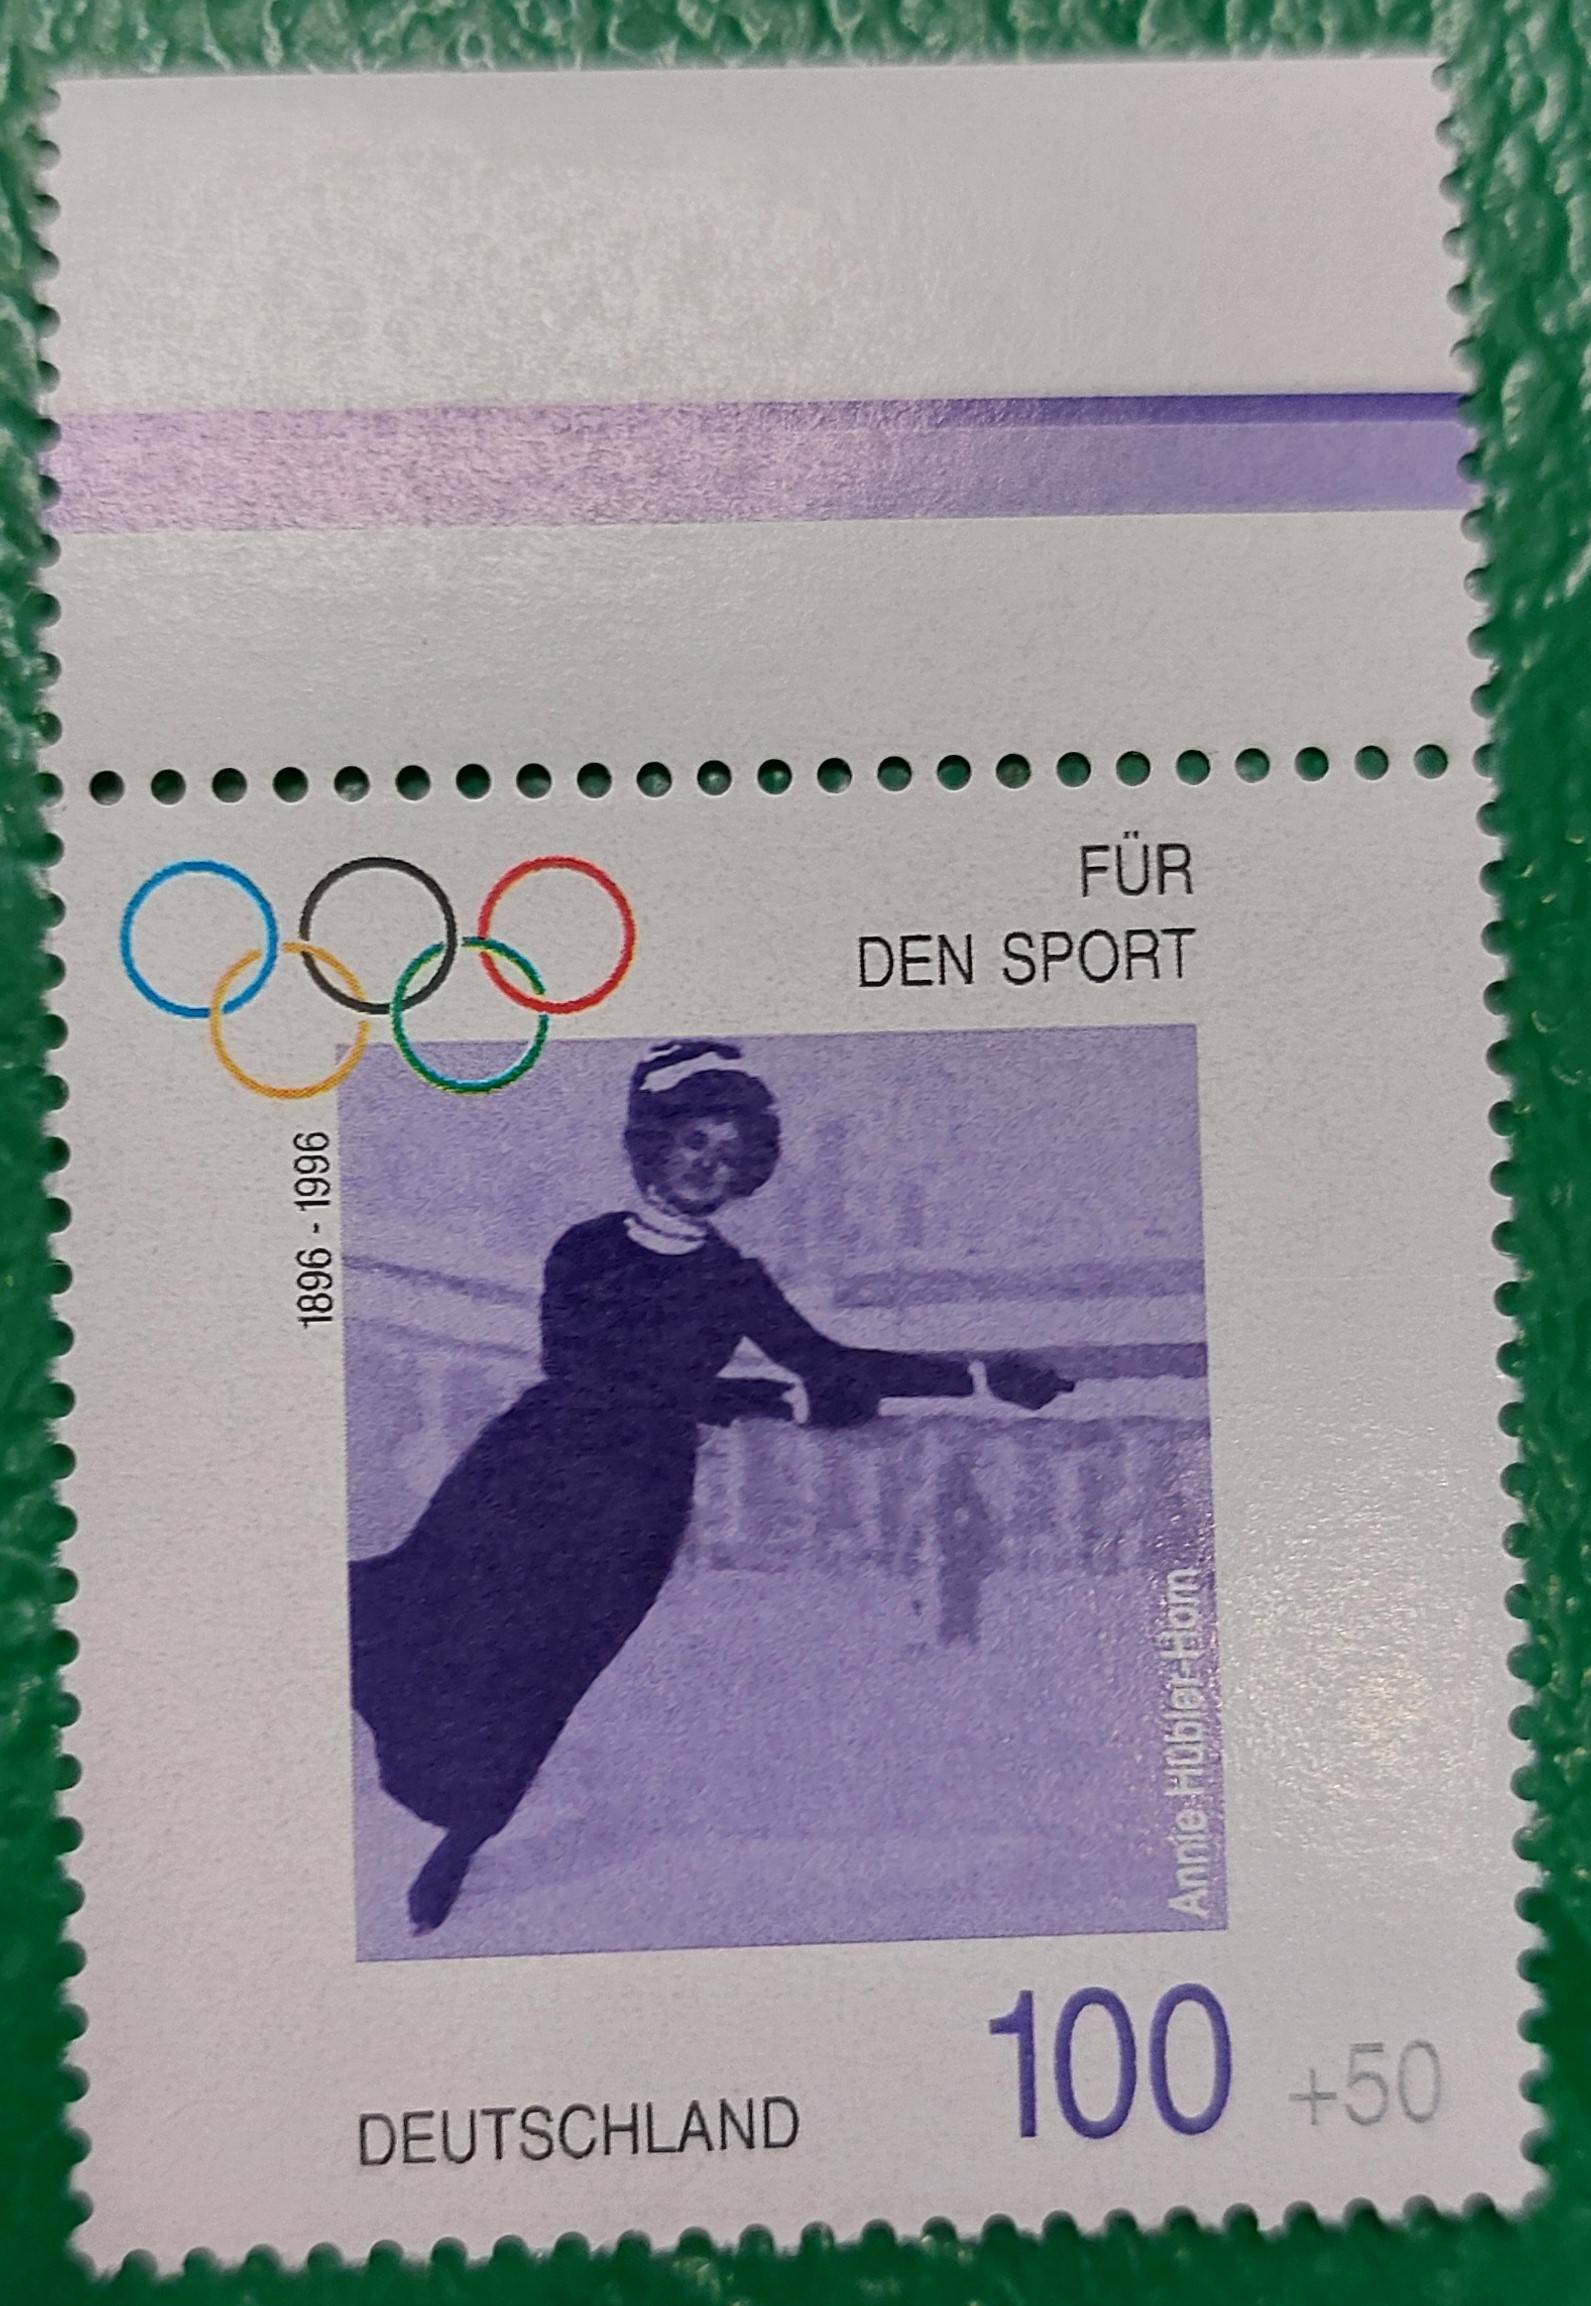 FÜR
DEN SPORT
1896 - 1996
Annie Hübler-Horn
100 +50
DEUTSCHLAND